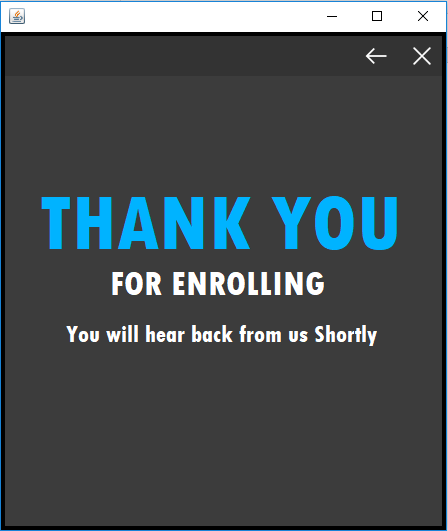 THANK YOU
FOR ENROLLING
You will hear back from us Shortly